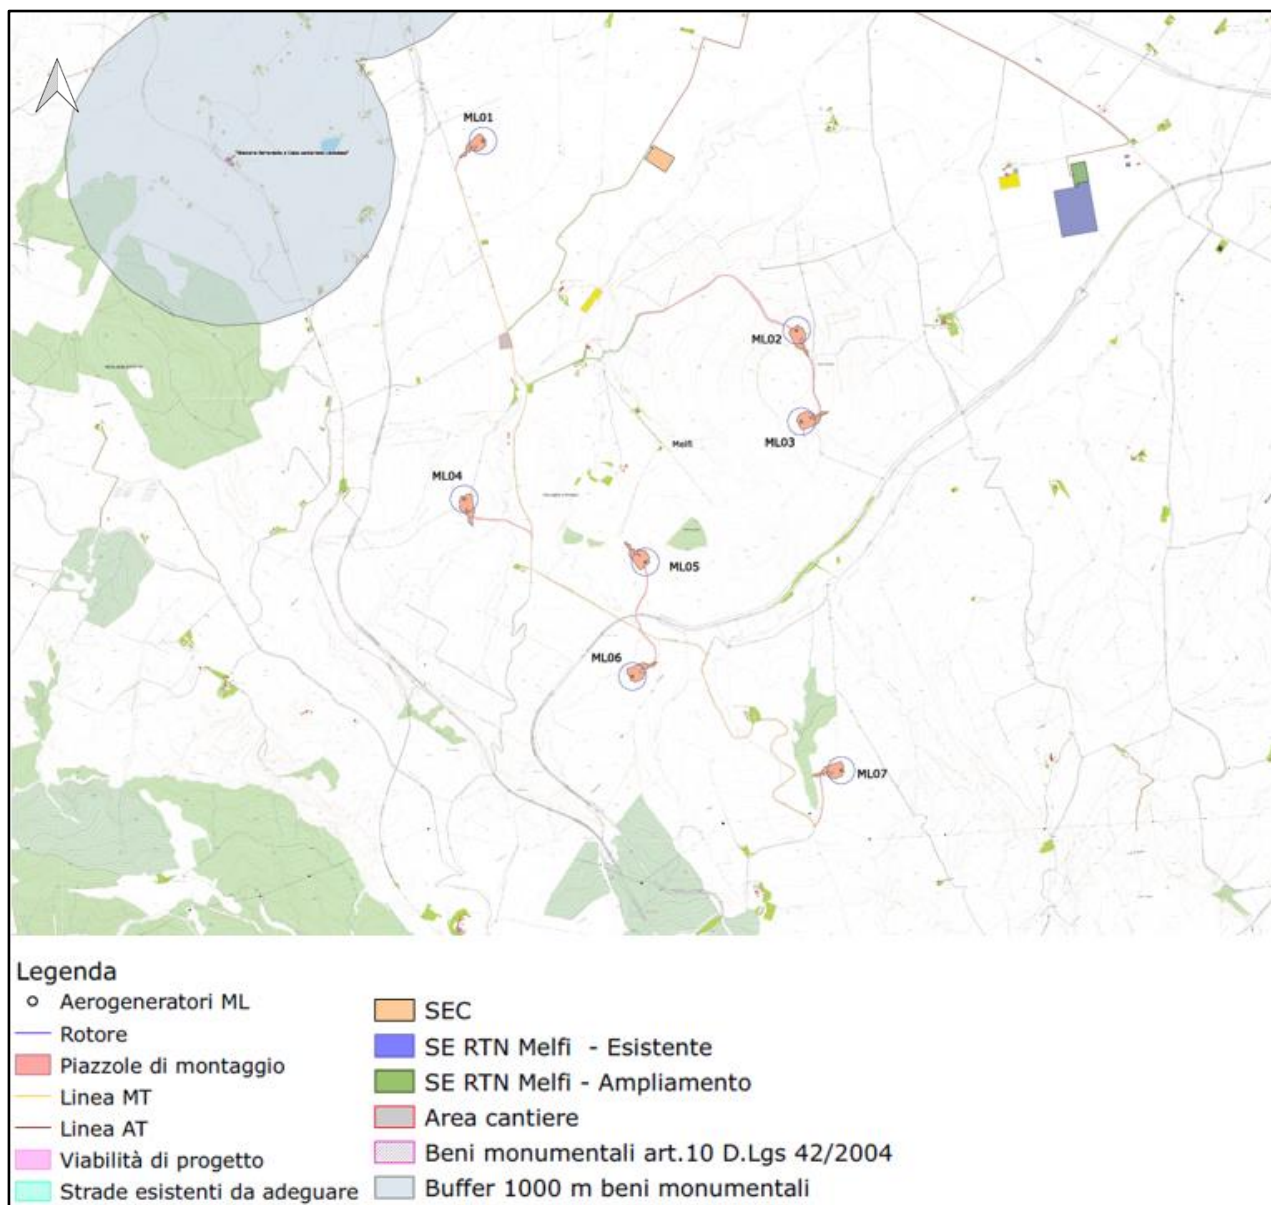 ML01
ML02
ML03
Melfi
ML04
ML05
ML06
ML07
Legenda
Aerogeneratori ML
Rotore
Piazzole di montaggio
Linea MT
Linea AT
Viabilità di progetto
Strade esistenti da adeguare
SEC
SE RTN Melfi - Esistente
SE RTN Melfi - Ampliamento
Area cantiere
Beni monumentali art.10 D.Lgs 42/2004
Buffer 1000 m beni monumentali